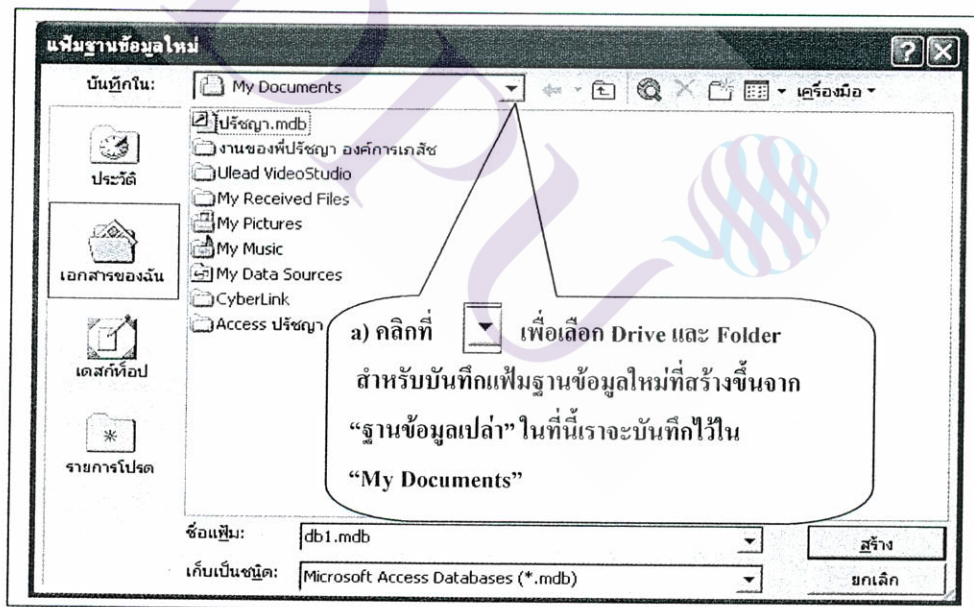 แฟ้มฐานข้อมูลใหม่
บันทึกใน: My Documents เครื่องมือ
ปรัชญา.mdb
งานของพี่ปรัชญา องค์การเภสัช
Ulead VideoStudio
My Received Files
My Pictures
My Music
My Data Sources
CyberLink
Access ปรัชญา
ประวัติ
เอกสารของฉัน
เดสก์ท็อป
รายการโปรด
a) คลิกที่ เพื่อเลือก Drive และ Folder
สำหรับบันทึกแฟ้มฐานข้อมูลใหม่ที่สร้างขึ้นจาก
“ฐานข้อมูลเปล่า” ในที่นี้เราจะบันทึกไว้ใน
“My Documents”
ชื่อแฟ้ม: db1.mdb สร้าง
เก็บเป็นชนิด: Microsoft Access Databases (*.mdb) ยกเลิก